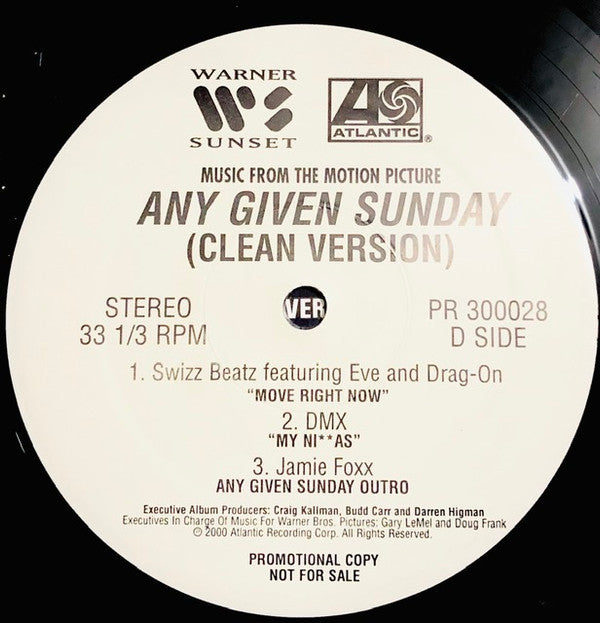 WARNER
WS
SUNSET
A
ATLANTIC®
MUSIC FROM THE MOTION PICTURE
ANY GIVEN SUNDAY
(CLEAN VERSION)
STEREO
33 1/3 RPM
VER
PR 300028
D SIDE
1. Swizz Beatz featuring Eve and Drag-On
"MOVE RIGHT NOW"
2. DMX
"MY NI**AS"
3. Jamie Foxx
ANY GIVEN SUNDAY OUTRO
Executive Album Producers: Craig Kallman, Budd Carr and Darren Higman
Executives In Charge Of Music For Warner Bros. Pictures: Gary LeMel and Doug Frank
℗ 2000 Atlantic Recording Corp. All Rights Reserved.
PROMOTIONAL COPY
NOT FOR SALE